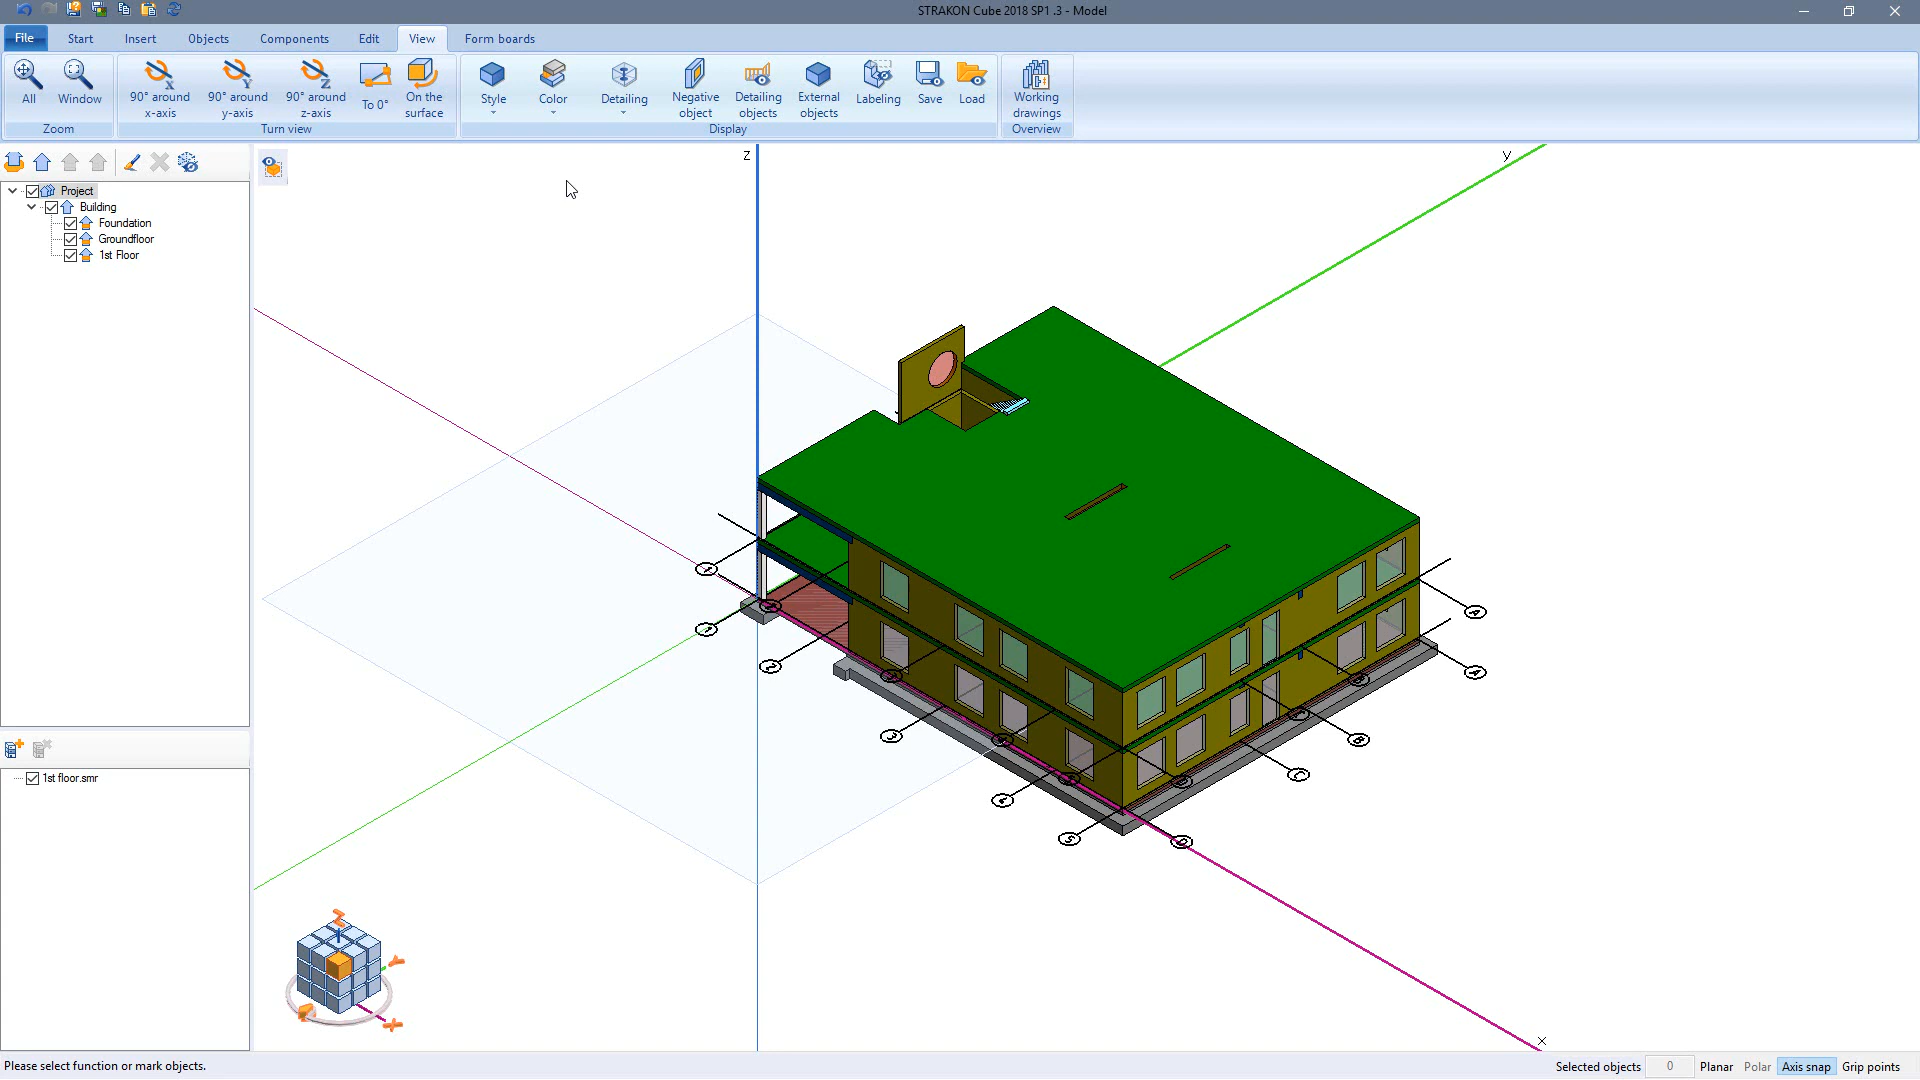 STRAKON Cube 2018 SP1 .3 - Model
File Start Insert Objects Components Edit View Form boards
All Window 90° around x-axis 90° around y-axis 90° around z-axis To 0° On the surface Style Color Detailing Negative object Detailing objects External objects Labeling Save Load Working drawings
Zoom Turn view Display Overview
Project
Building
Foundation
Groundfloor
1st Floor
1st floor.smr
z
y
x
A
A
B
B
C
D
2
3
Z
Y
X
Please select function or mark objects.
Selected objects 0 Planar Polar Axis snap Grip points